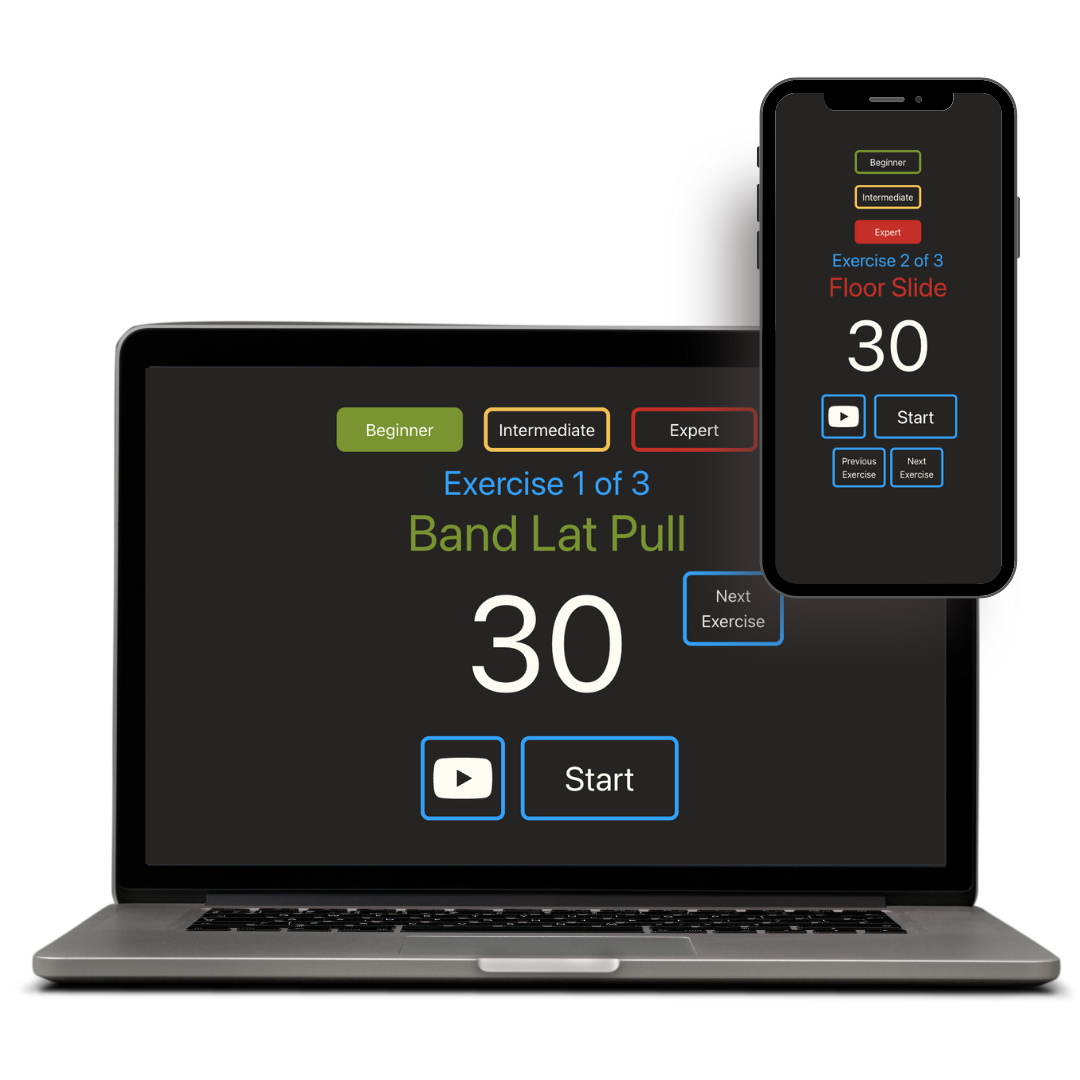 Beginner
Intermediate
Expert
Exercise 2 of 3
Floor Slide
30
Start
Previous
Exercise
Next
Exercise
Beginner Intermediate Expert
Exercise 1 of 3
Band Lat Pull
30
Next
Exercise
Start